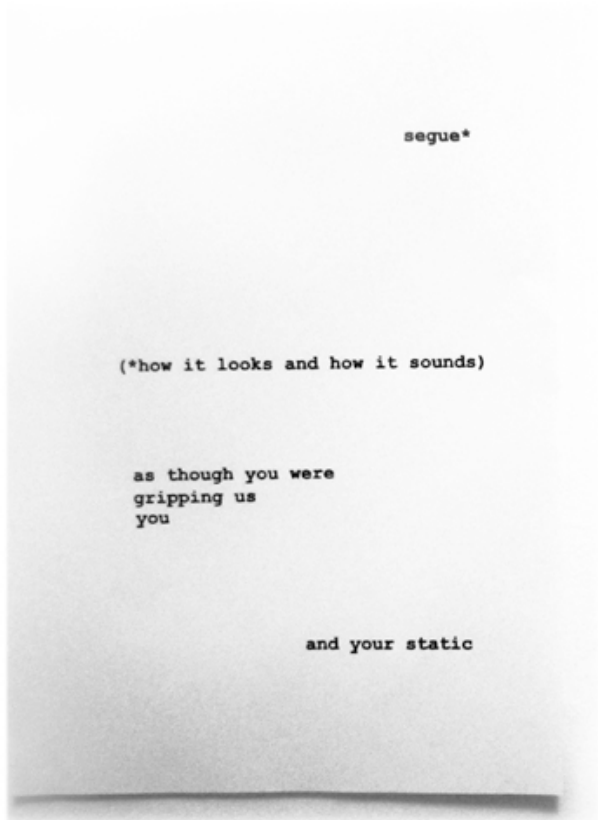 segue*
(*how it looks and how it sounds)
as though you were
gripping us
you
and your static